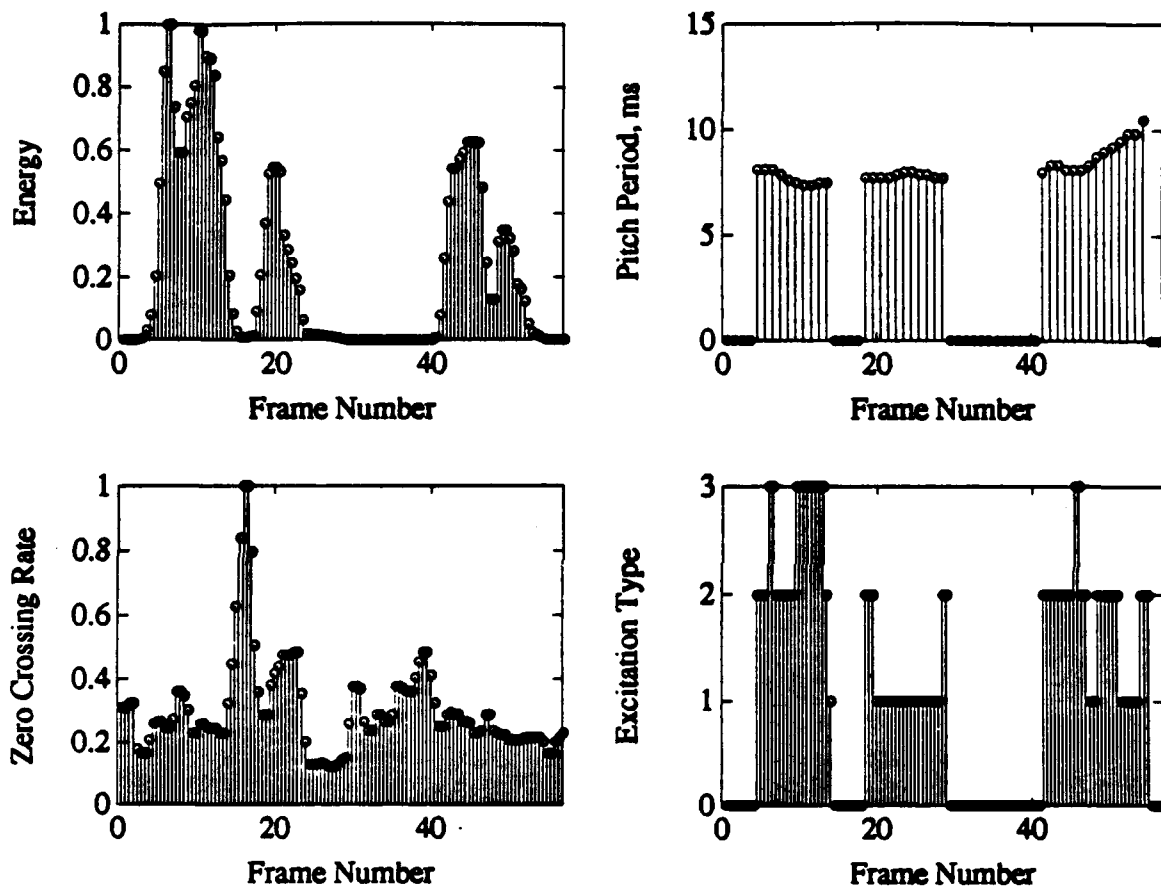 1
0.8
0.6
0.4
0.2
0
0 20 40
Energy
Frame Number
15
10
5
0
0 20 40
Pitch Period, ms
Frame Number
1
0.8
0.6
0.4
0.2
0
0 20 40
Zero Crossing Rate
Frame Number
3
2
1
0
0 20 40
Excitation Type
Frame Number